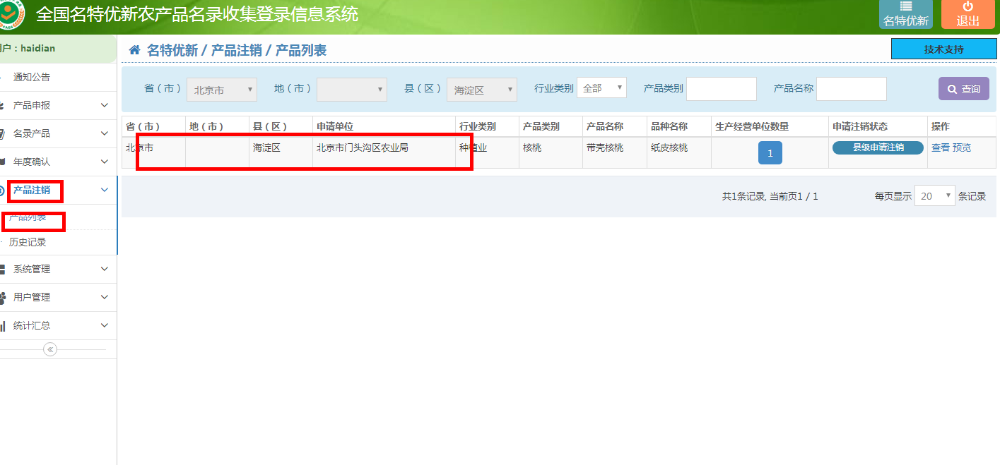 全国名特优新农产品名录收集登录信息系统
名特优新
退出
户：haidian
名特优新 / 产品注销 / 产品列表
技术支持
通知公告
产品申报
名录产品
年度确认
产品注销
产品列表
历史记录
系统管理
用户管理
统计汇总
省（市） 北京市 地（市） 县（区） 海淀区 行业类别 全部 产品类别 产品名称 查询
省（市） 地（市） 县（区） 申请单位 行业类别 产品类别 产品名称 品种名称 生产经营单位数量 申请注销状态 操作
北京市 海淀区 北京市门头沟区农业局 种植业 核桃 带壳核桃 纸皮核桃 1 县级申请注销 查看 预览
共1条记录, 当前页1 / 1 每页显示 20 条记录